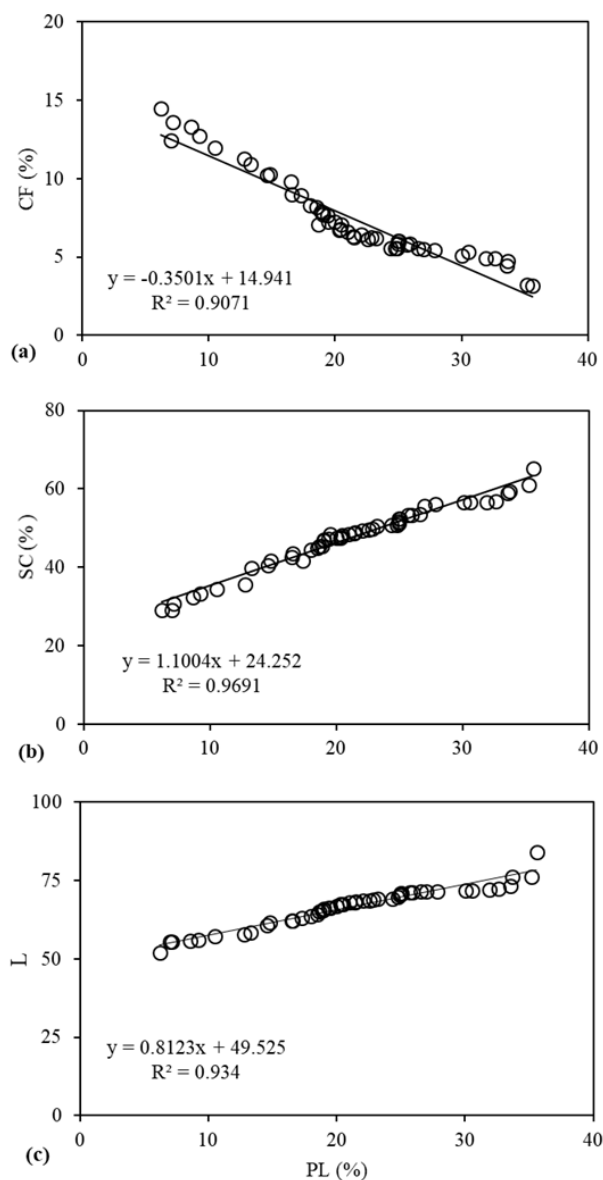 20
15
10
5
0
CF (%)
y = -0.3501x + 14.941
R² = 0.9071
0 10 20 30 40
(a)
80
60
40
20
0
SC (%)
y = 1.1004x + 24.252
R² = 0.9691
0 10 20 30 40
(b)
100
75
50
25
0
L
y = 0.8123x + 49.525
R² = 0.934
0 10 20 30 40
(c)
PL (%)